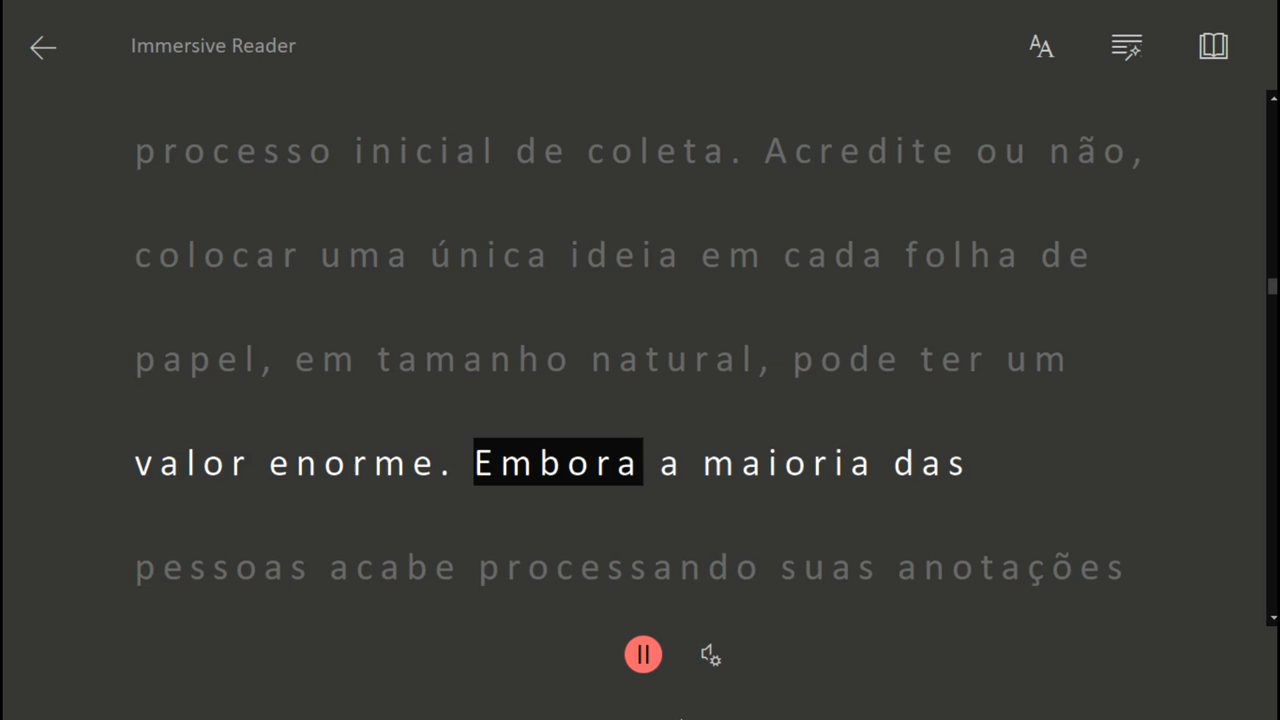 Immersive Reader
processo inicial de coleta. Acredite ou não,
colocar uma única ideia em cada folha de
papel, em tamanho natural, pode ter um
valor enorme. Embora a maioria das
pessoas acabe processando suas anotações